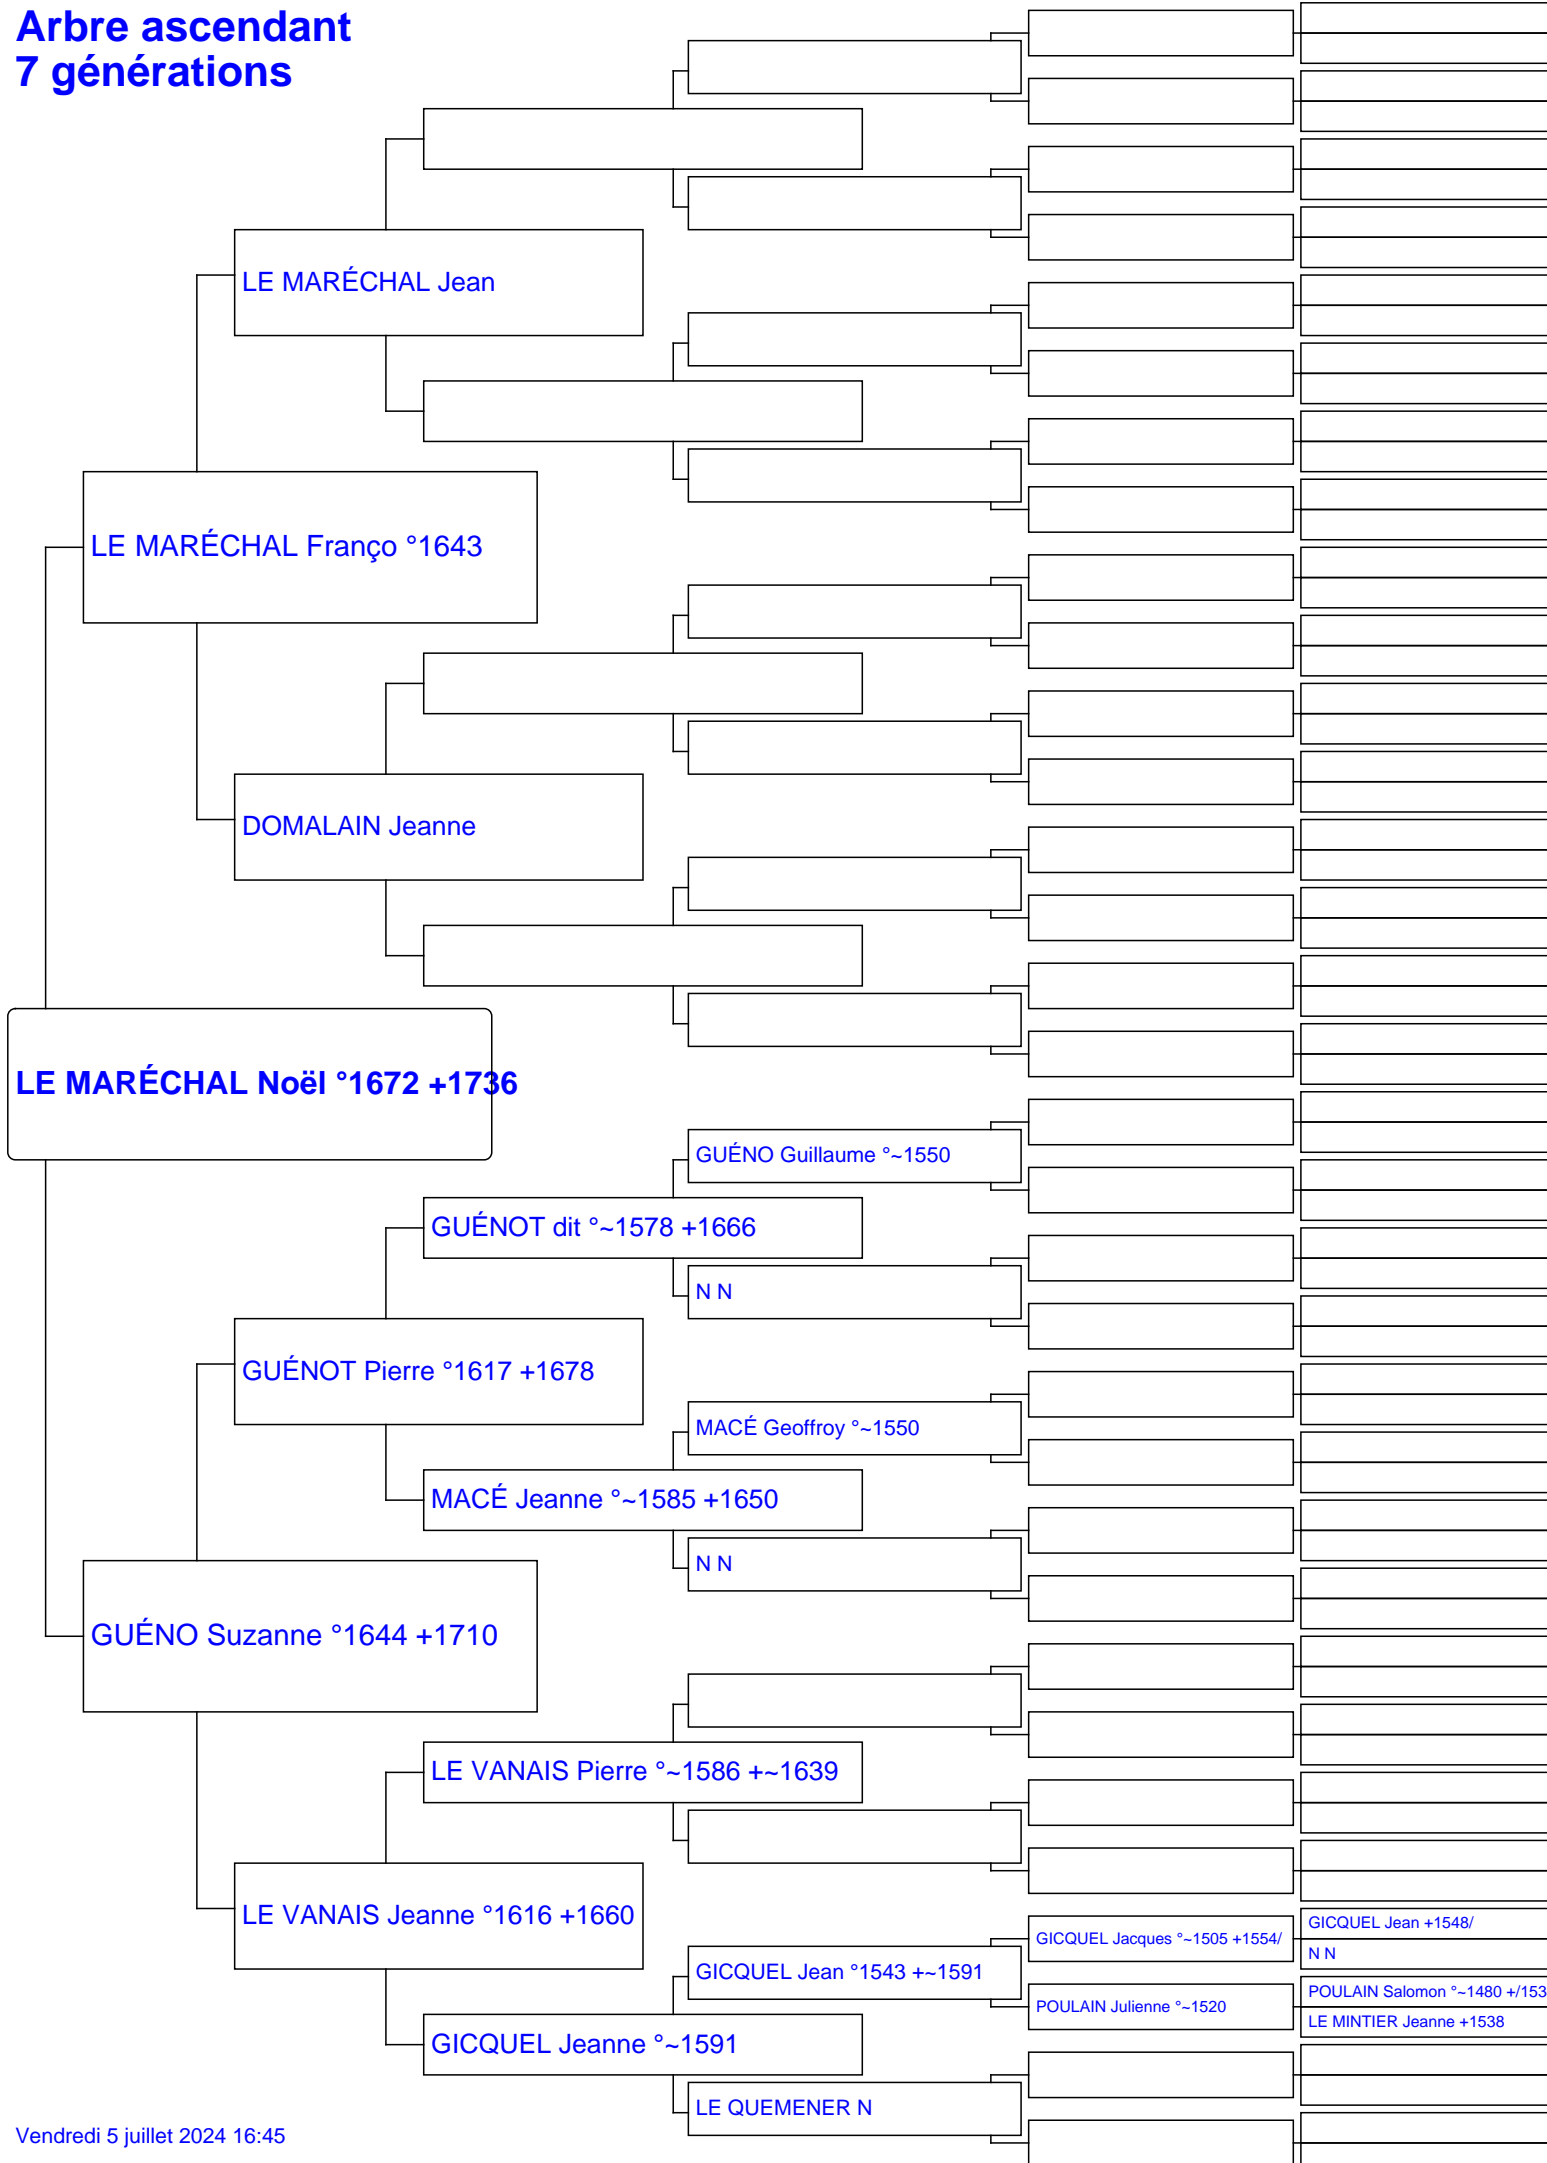 Arbre ascendant
7 générations
LE MARÉCHAL Jean
LE MARÉCHAL Franço °1643
DOMALAIN Jeanne
LE MARÉCHAL Noël °1672 +1736
GUÉNO Guillaume °~1550
GUÉNOT dit °~1578 +1666
N N
GUÉNOT Pierre °1617 +1678
MACÉ Geoffroy °~1550
MACÉ Jeanne °~1585 +1650
N N
GUÉNO Suzanne °1644 +1710
LE VANAIS Pierre °~1586 +~1639
LE VANAIS Jeanne °1616 +1660
GICQUEL Jean +1548/
GICQUEL Jacques °~1505 +1554/
N N
GICQUEL Jean °1543 +~1591
POULAIN Salomon °~1480 +/153
POULAIN Julienne °~1520
LE MINTIER Jeanne +1538
GICQUEL Jeanne °~1591
LE QUEMENER N
Vendredi 5 juillet 2024 16:45